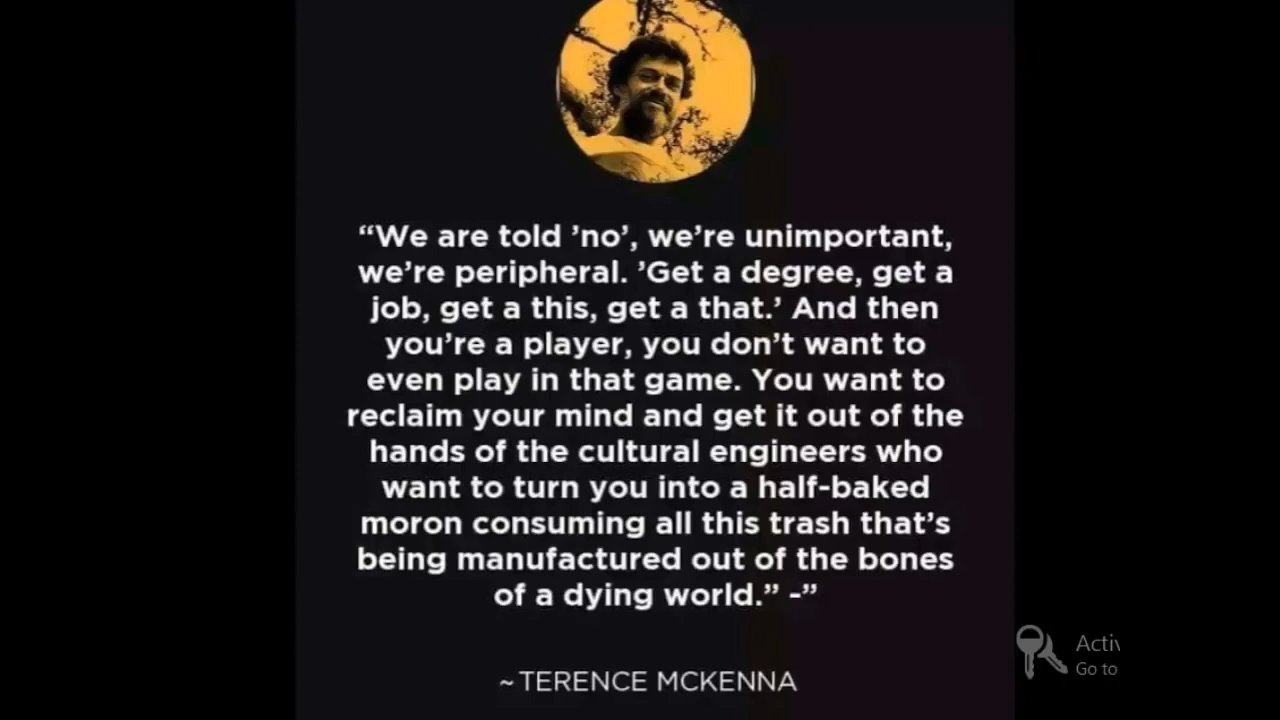 “We are told ’no’, we’re unimportant,
we’re peripheral. ’Get a degree, get a
job, get a this, get a that.’ And then
you’re a player, you don’t want to
even play in that game. You want to
reclaim your mind and get it out of the
hands of the cultural engineers who
want to turn you into a half-baked
moron consuming all this trash that’s
being manufactured out of the bones
of a dying world.” -”
~ TERENCE MCKENNA
Activ
Go to